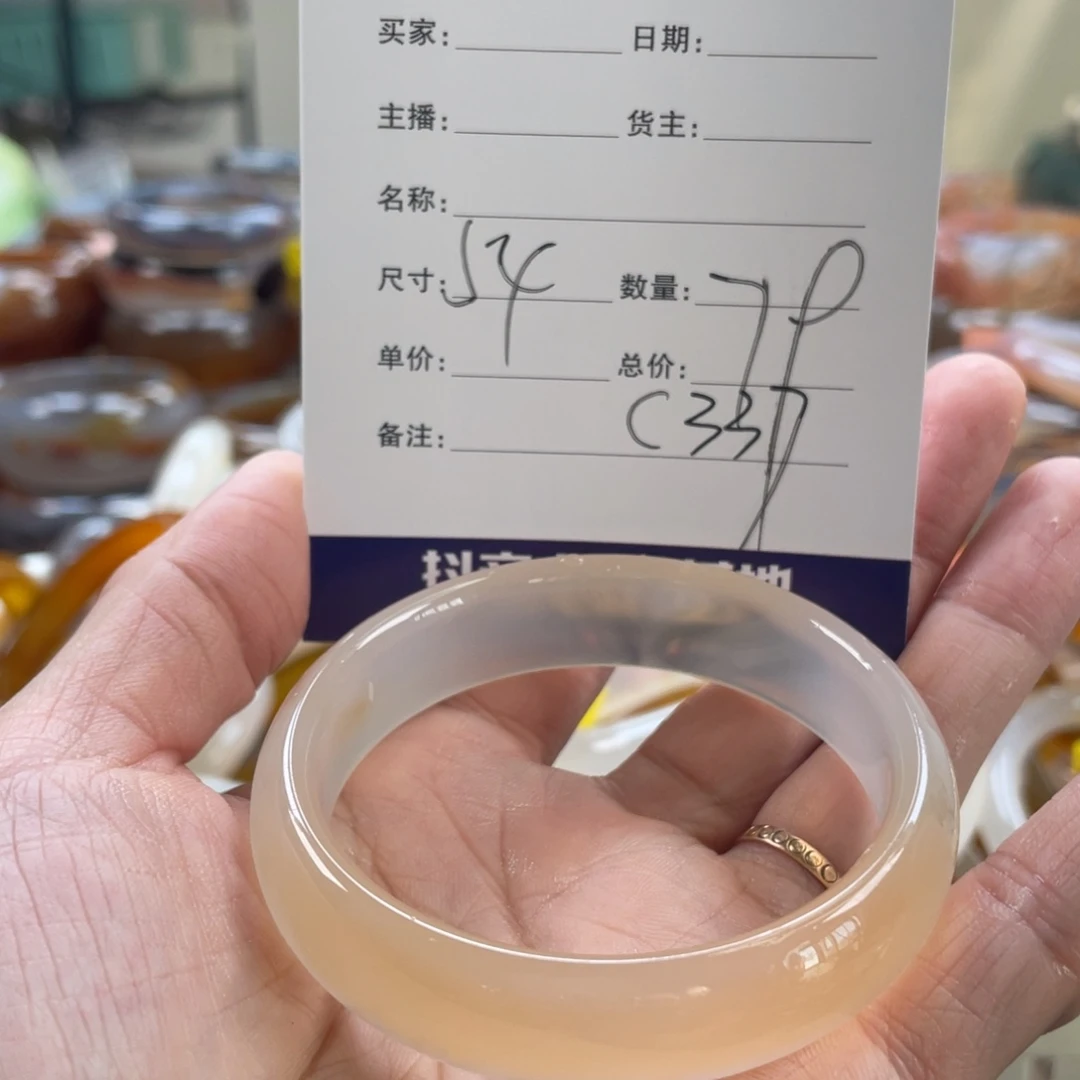 买家: 日期:
主播: 货主:
名称:
尺寸: 54 数量:
单价: 总价:
备注: (33)